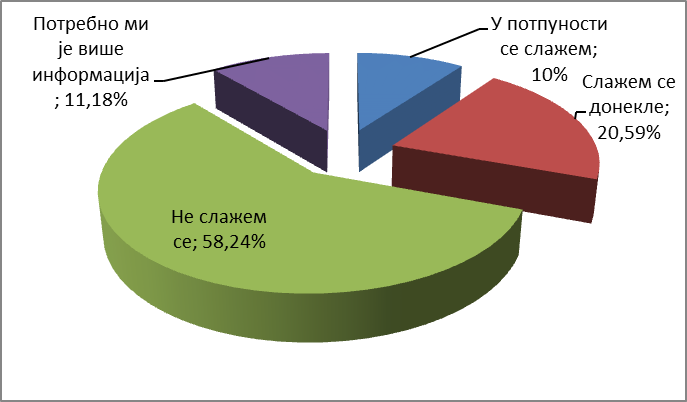 Потребно ми
је више
информација
; 11,18%
У потпуности
се слажем;
10%
Слажем се
донекле;
20,59%
Не слажем
се; 58,24%